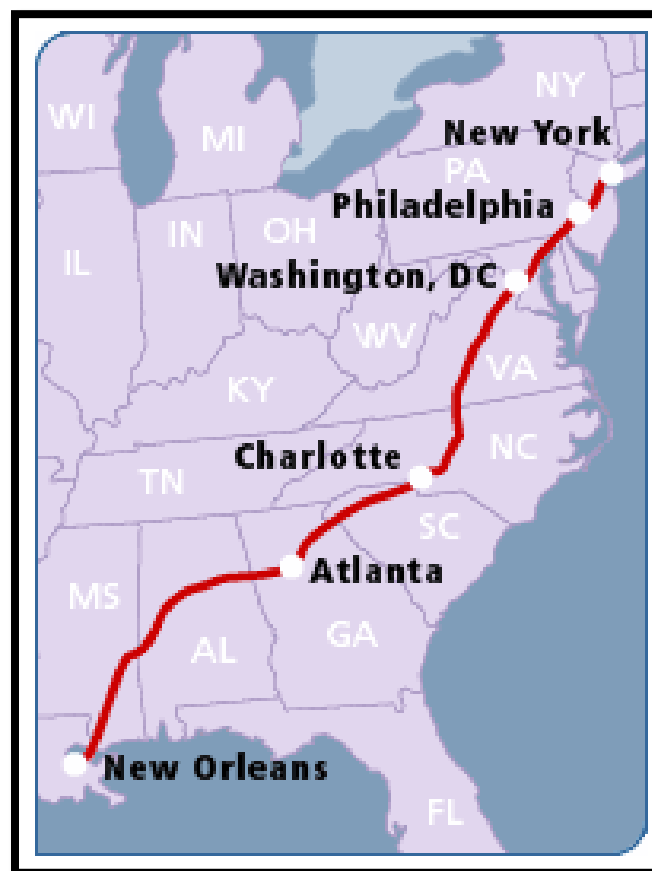 NY
WI
New York
MI
PA
Philadelphia
IN
OH
IL
Washington, DC
WV
VA
KY
NC
Charlotte
TN
SC
Atlanta
MS
GA
AL
New Orleans
FL